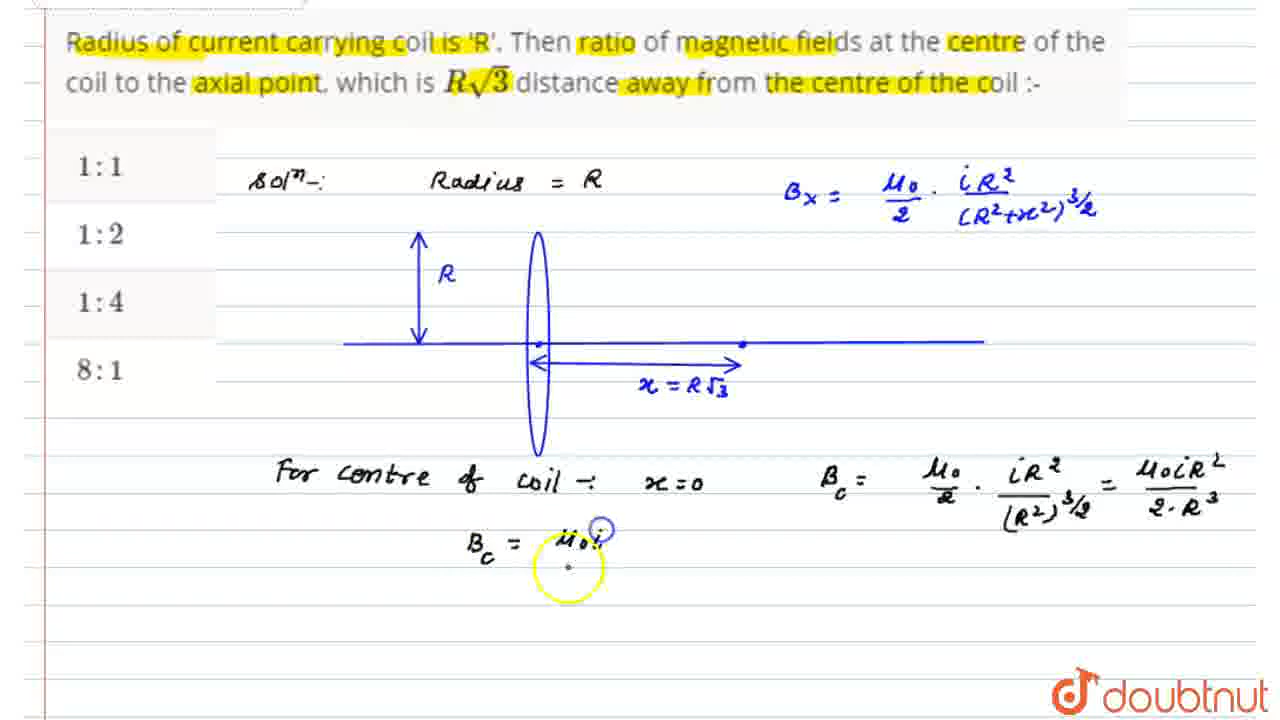 Radius of current carrying coil is 'R'. Then ratio of magnetic fields at the centre of the
coil to the axial point, which is R√3 distance away from the centre of the coil :-
1 : 1
1 : 2
1 : 4
8 : 1
Solⁿ-: Radius = R
Bx = μ₀/2 · iR²/(R²+x²)^3/2
R
x = R√3
For centre of coil -: x=0 Bc = μ₀/2 · iR²/(R²)^3/2 = μ₀iR²/2·R³
Bc = μ₀i
doubtnut